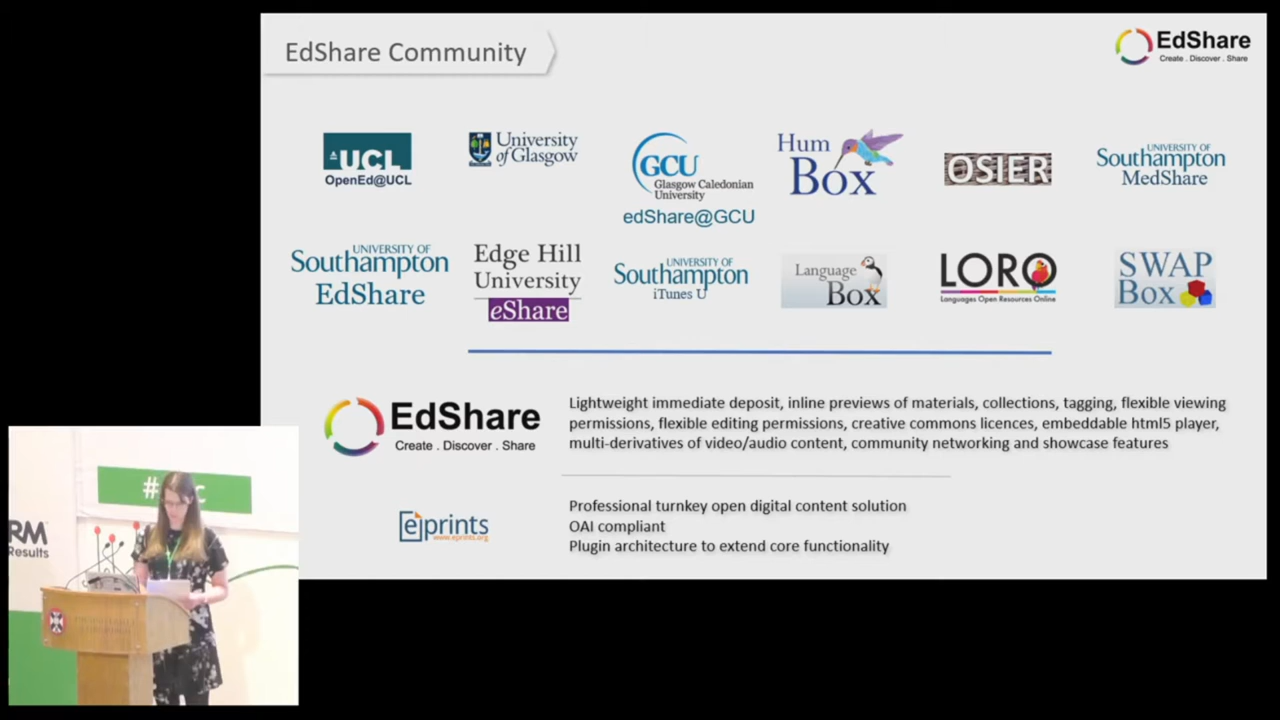 EdShare Community
EdShare
Create . Discover . Share
UCL
OpenEd@UCL
University
of Glasgow
GCU
Glasgow Caledonian
University
edShare@GCU
Hum
Box
OSIER
UNIVERSITY OF
Southampton
MedShare
UNIVERSITY OF
Southampton
EdShare
Edge Hill
University
eShare
UNIVERSITY OF
Southampton
iTunes U
Language
Box
LORO
Languages Open Resources Online
SWAP
Box
EdShare
Create . Discover . Share
Lightweight immediate deposit, inline previews of materials, collections, tagging, flexible viewing
permissions, flexible editing permissions, creative commons licences, embeddable html5 player,
multi-derivatives of video/audio content, community networking and showcase features
eprints
www.eprints.org
Professional turnkey open digital content solution
OAI compliant
Plugin architecture to extend core functionality
RM
Results